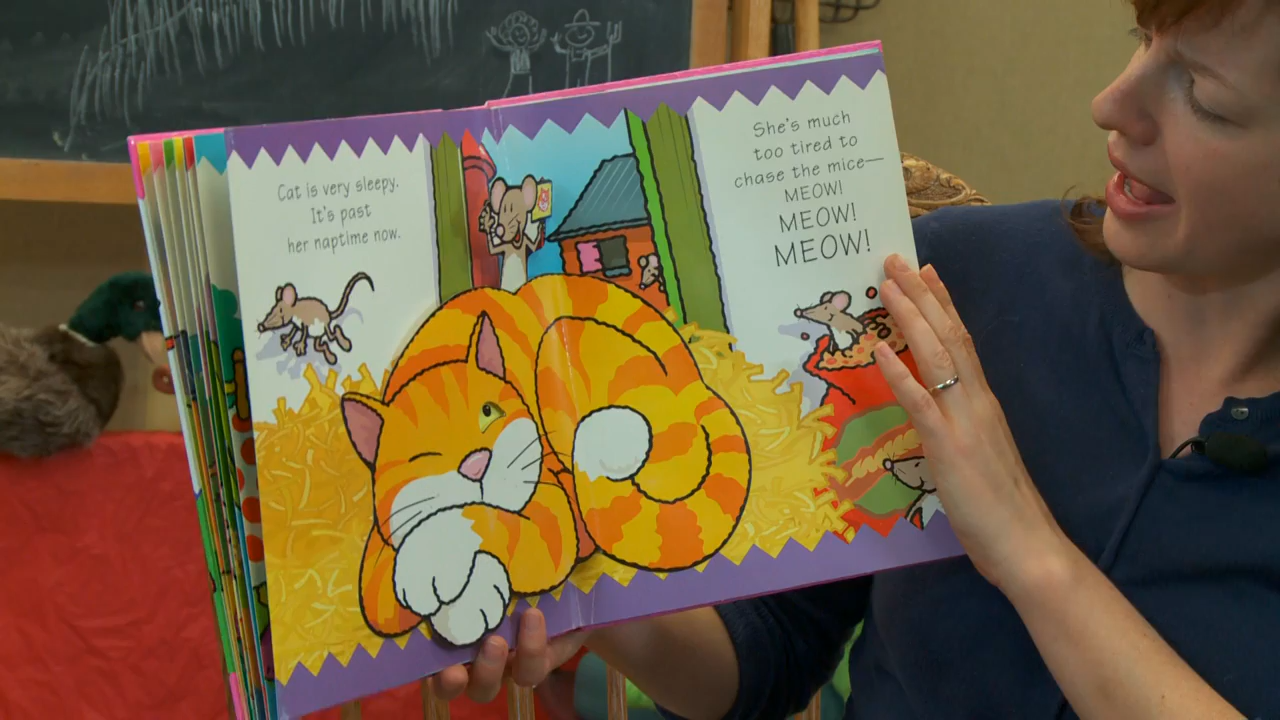 Cat is very sleepy.
It's past
her naptime now.
She's much
too tired to
chase the mice—
MEOW!
MEOW!
MEOW!